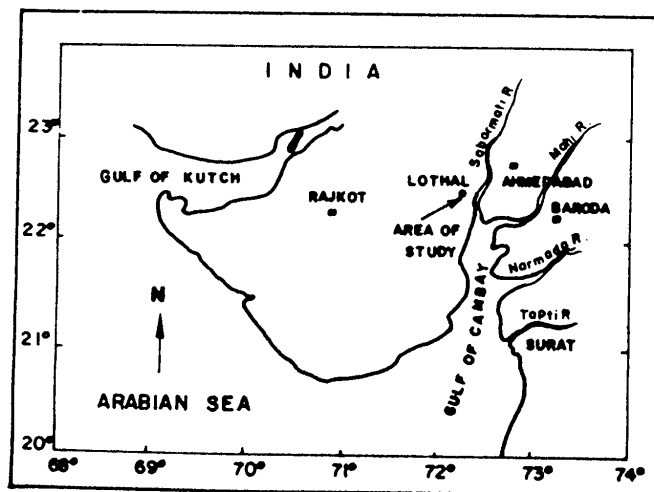 INDIA
23°
GULF OF KUTCH
RAJKOT
LOTHAL
AREA OF
STUDY
Sabarmati R.
Mahi R.
AHMEDABAD
BARODA
22°
Narmada R.
GULF OF CAMBAY
Tapti R
SURAT
N
21°
ARABIAN SEA
20°
68° 69° 70° 71° 72° 73° 74°